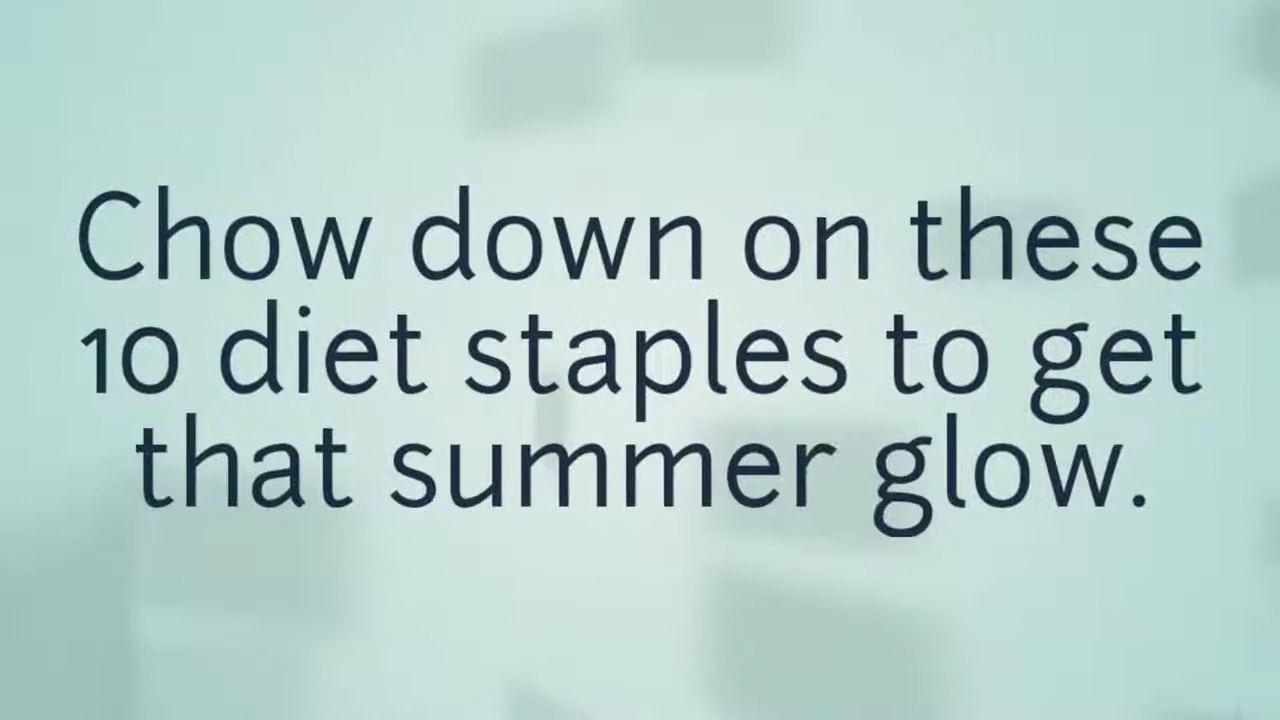 Chow down on these
10 diet staples to get
that summer glow.